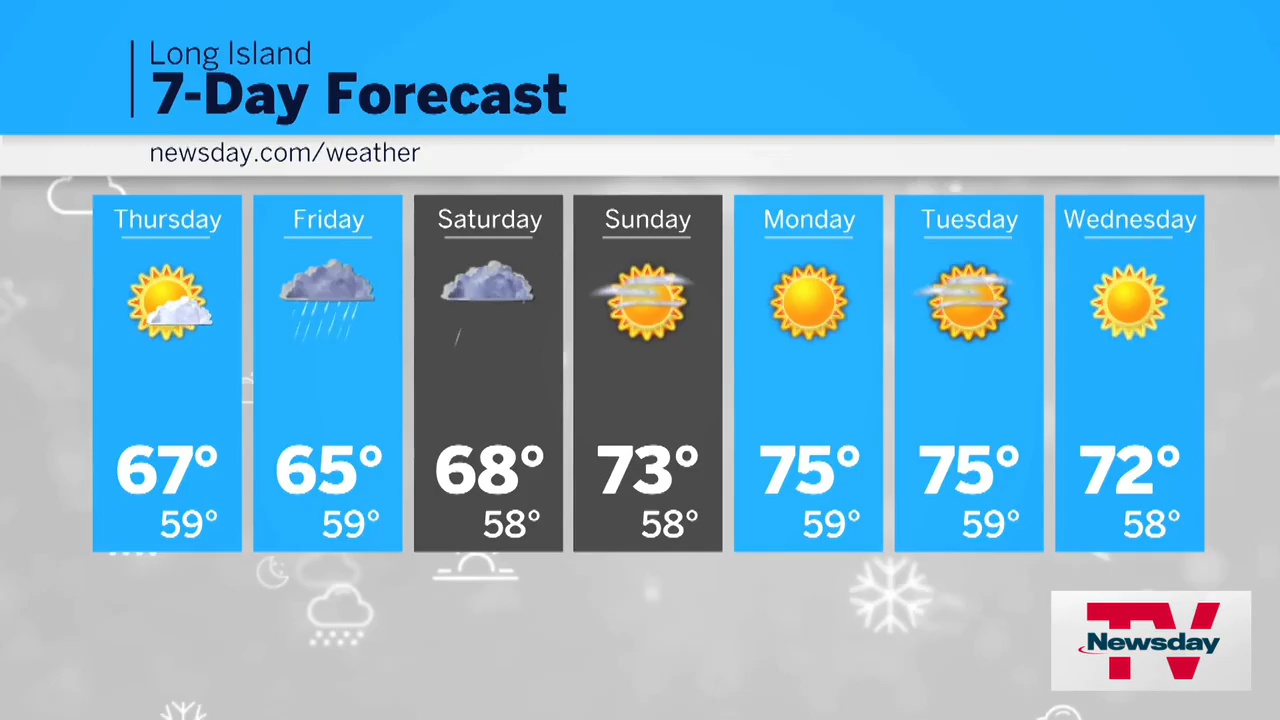 Long Island
7-Day Forecast
newsday.com/weather
Thursday Friday Saturday Sunday Monday Tuesday Wednesday
67° 65° 68° 73° 75° 75° 72°
59° 59° 58° 58° 59° 59° 58°
TV
Newsday